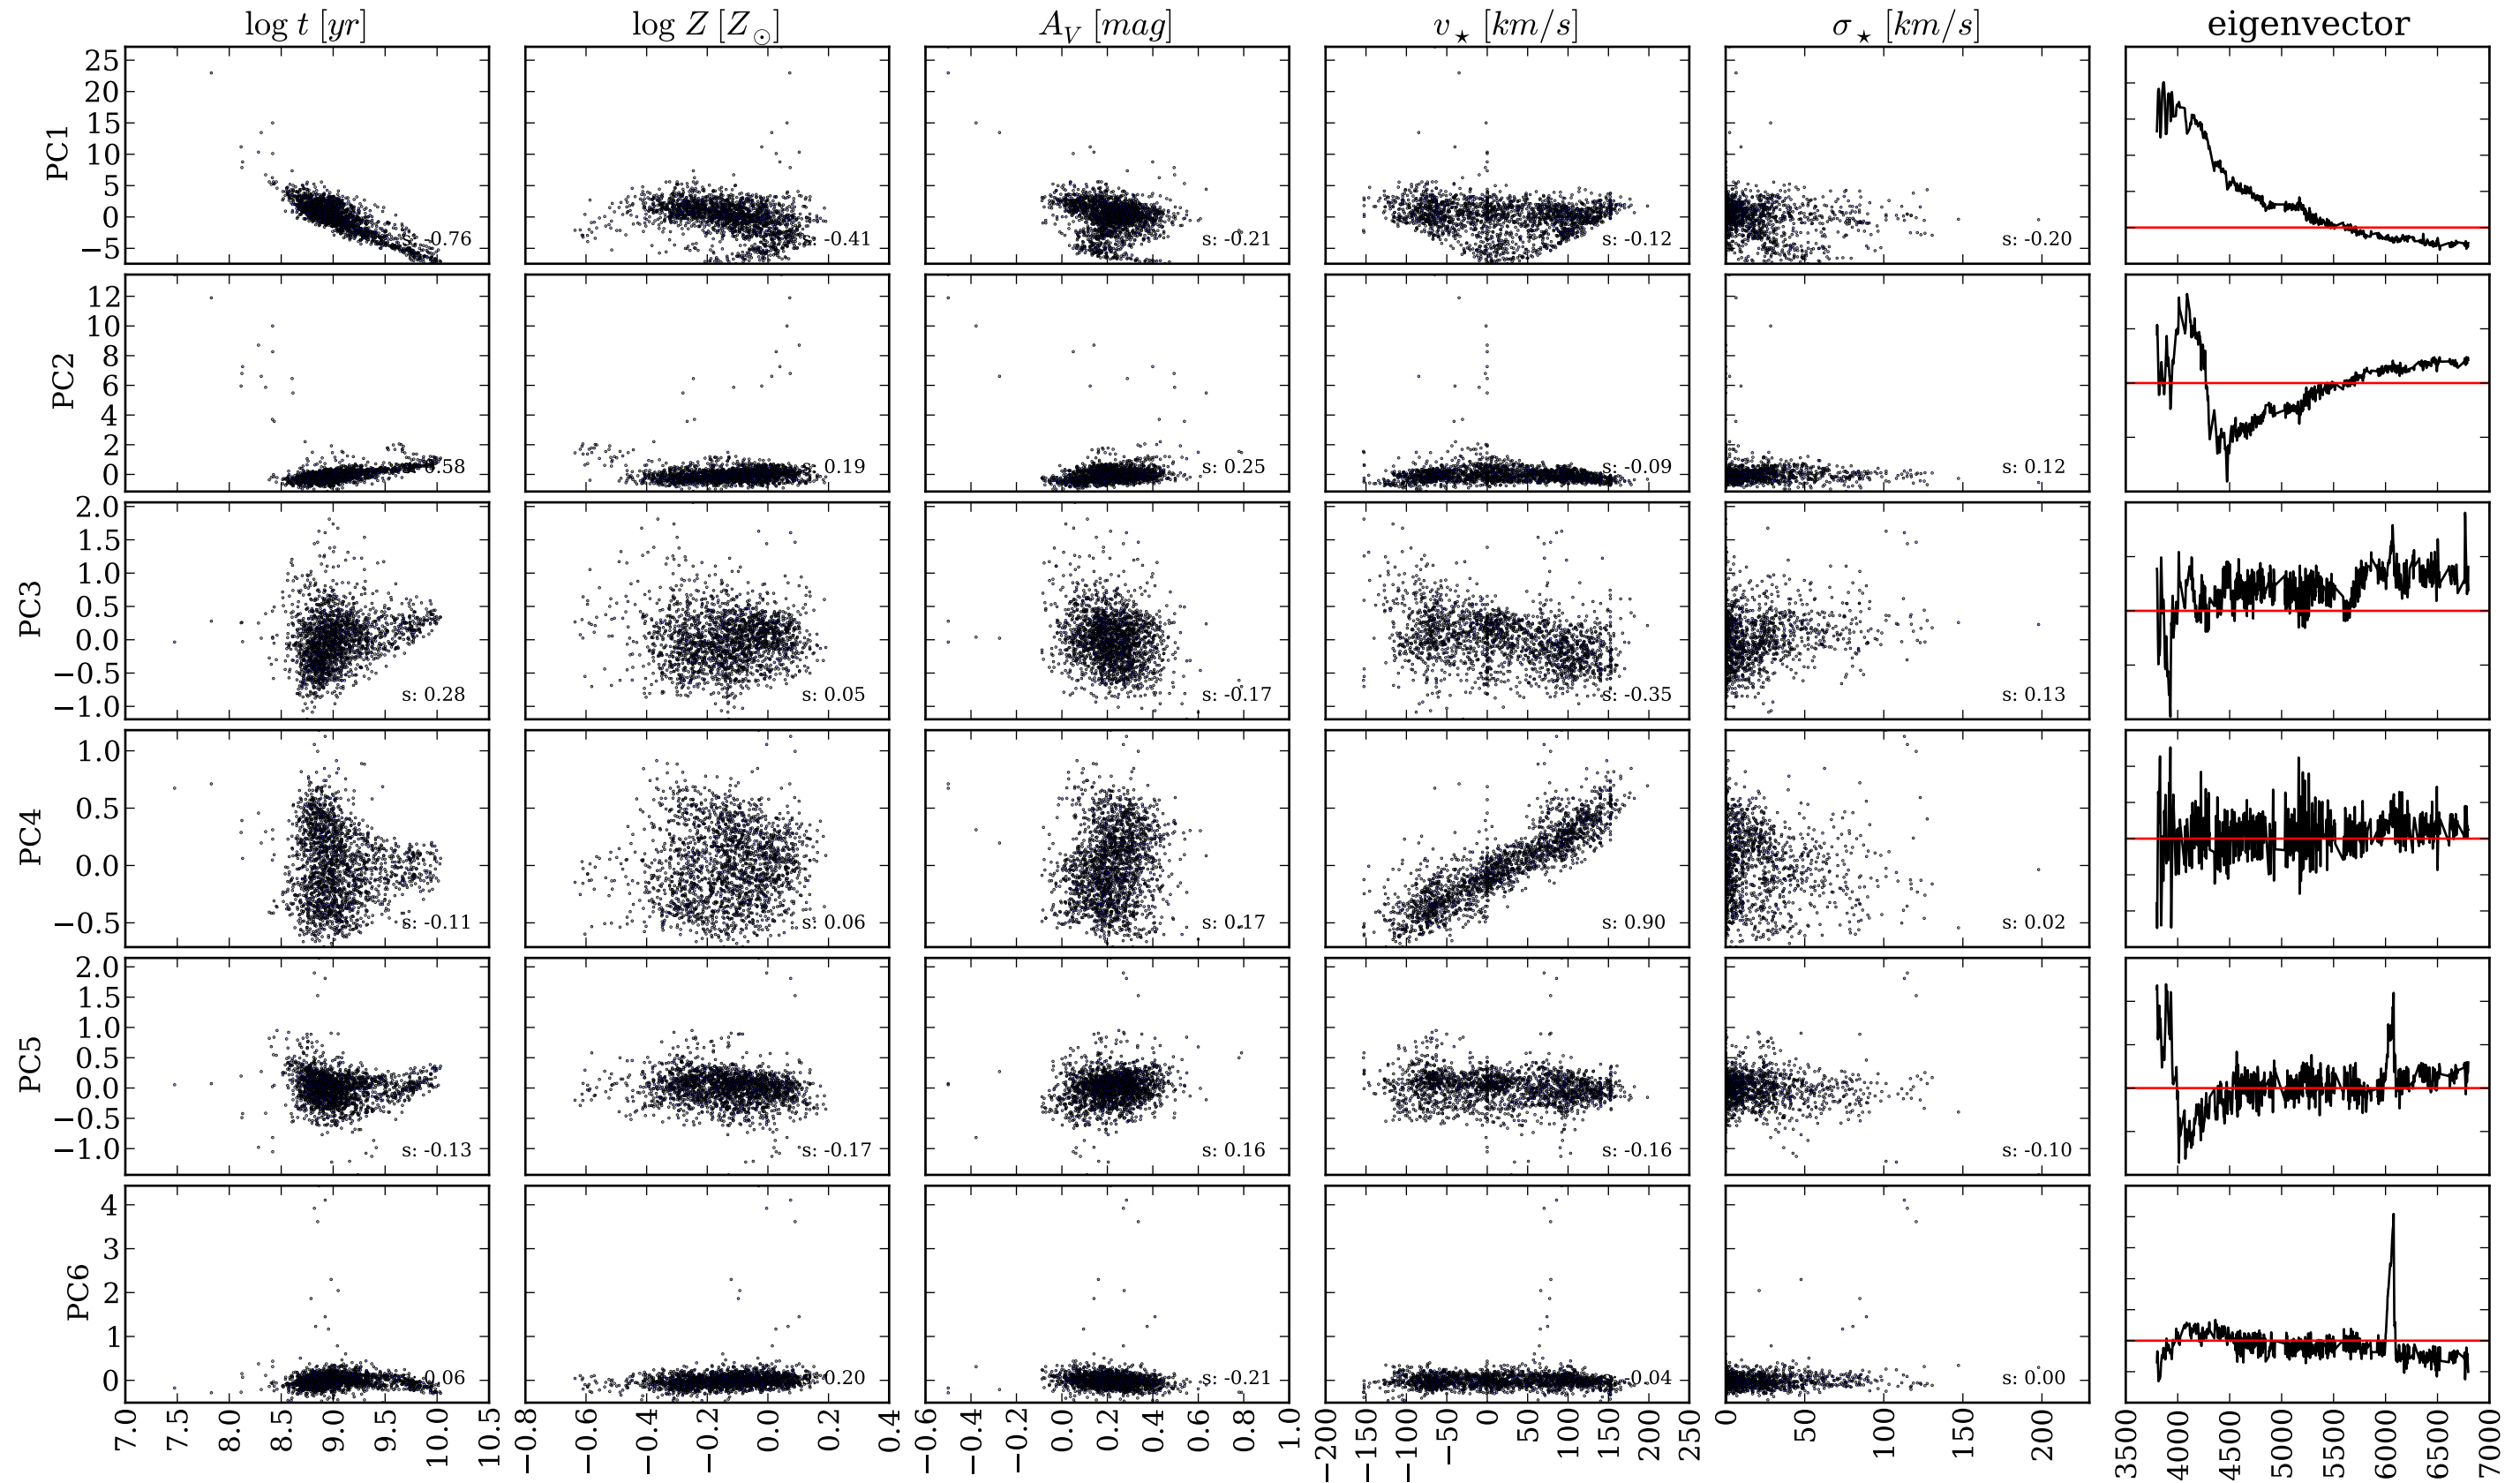 log t [yr] log Z [Z⊙] A_V [mag] v⋆ [km/s] σ⋆ [km/s] eigenvector
PC1
25
20
15
10
5
0
−5
s: -0.76 s: -0.41 s: -0.21 s: -0.12 s: -0.20
PC2
12
10
8
6
4
2
0
0.58 s: 0.19 s: 0.25 s: -0.09 s: 0.12
PC3
2.0
1.5
1.0
0.5
0.0
−0.5
−1.0
s: 0.28 s: 0.05 s: -0.17 s: -0.35 s: 0.13
PC4
1.0
0.5
0.0
−0.5
s: -0.11 s: 0.06 s: 0.17 s: 0.90 s: 0.02
PC5
2.0
1.5
1.0
0.5
0.0
−0.5
−1.0
s: -0.13 s: -0.17 s: 0.16 s: -0.16 s: -0.10
PC6
4
3
2
1
0
0.06 s: 0.20 s: -0.21 s: -0.04 s: 0.00
7.0 7.5 8.0 8.5 9.0 9.5 10.0 10.5
−0.8 −0.6 −0.4 −0.2 0.0 0.2 0.4
−0.6 −0.4 −0.2 0.0 0.2 0.4 0.6 0.8 1.0
−200 −150 −100 −50 0 50 100 150 200 250
0 50 100 150 200
3500 4000 4500 5000 5500 6000 6500 7000